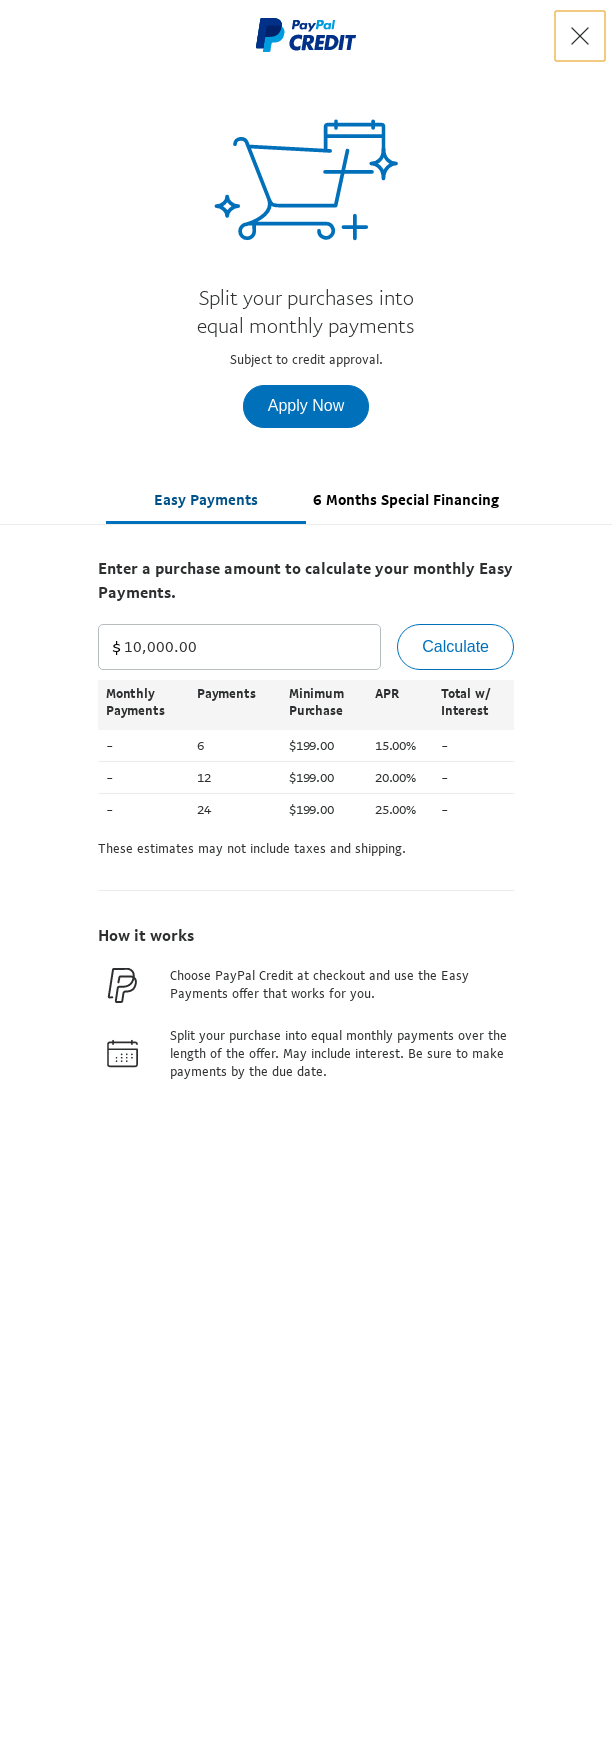 PayPal
CREDIT
Split your purchases into
equal monthly payments
Subject to credit approval.
Apply Now
Easy Payments 6 Months Special Financing
Enter a purchase amount to calculate your monthly Easy
Payments.
$ 10,000.00 Calculate
Monthly Payments Minimum APR Total w/
Payments Purchase Interest
- 6 $199.00 15.00% -
- 12 $199.00 20.00% -
- 24 $199.00 25.00% -
These estimates may not include taxes and shipping.
How it works
Choose PayPal Credit at checkout and use the Easy
Payments offer that works for you.
Split your purchase into equal monthly payments over the
length of the offer. May include interest. Be sure to make
payments by the due date.